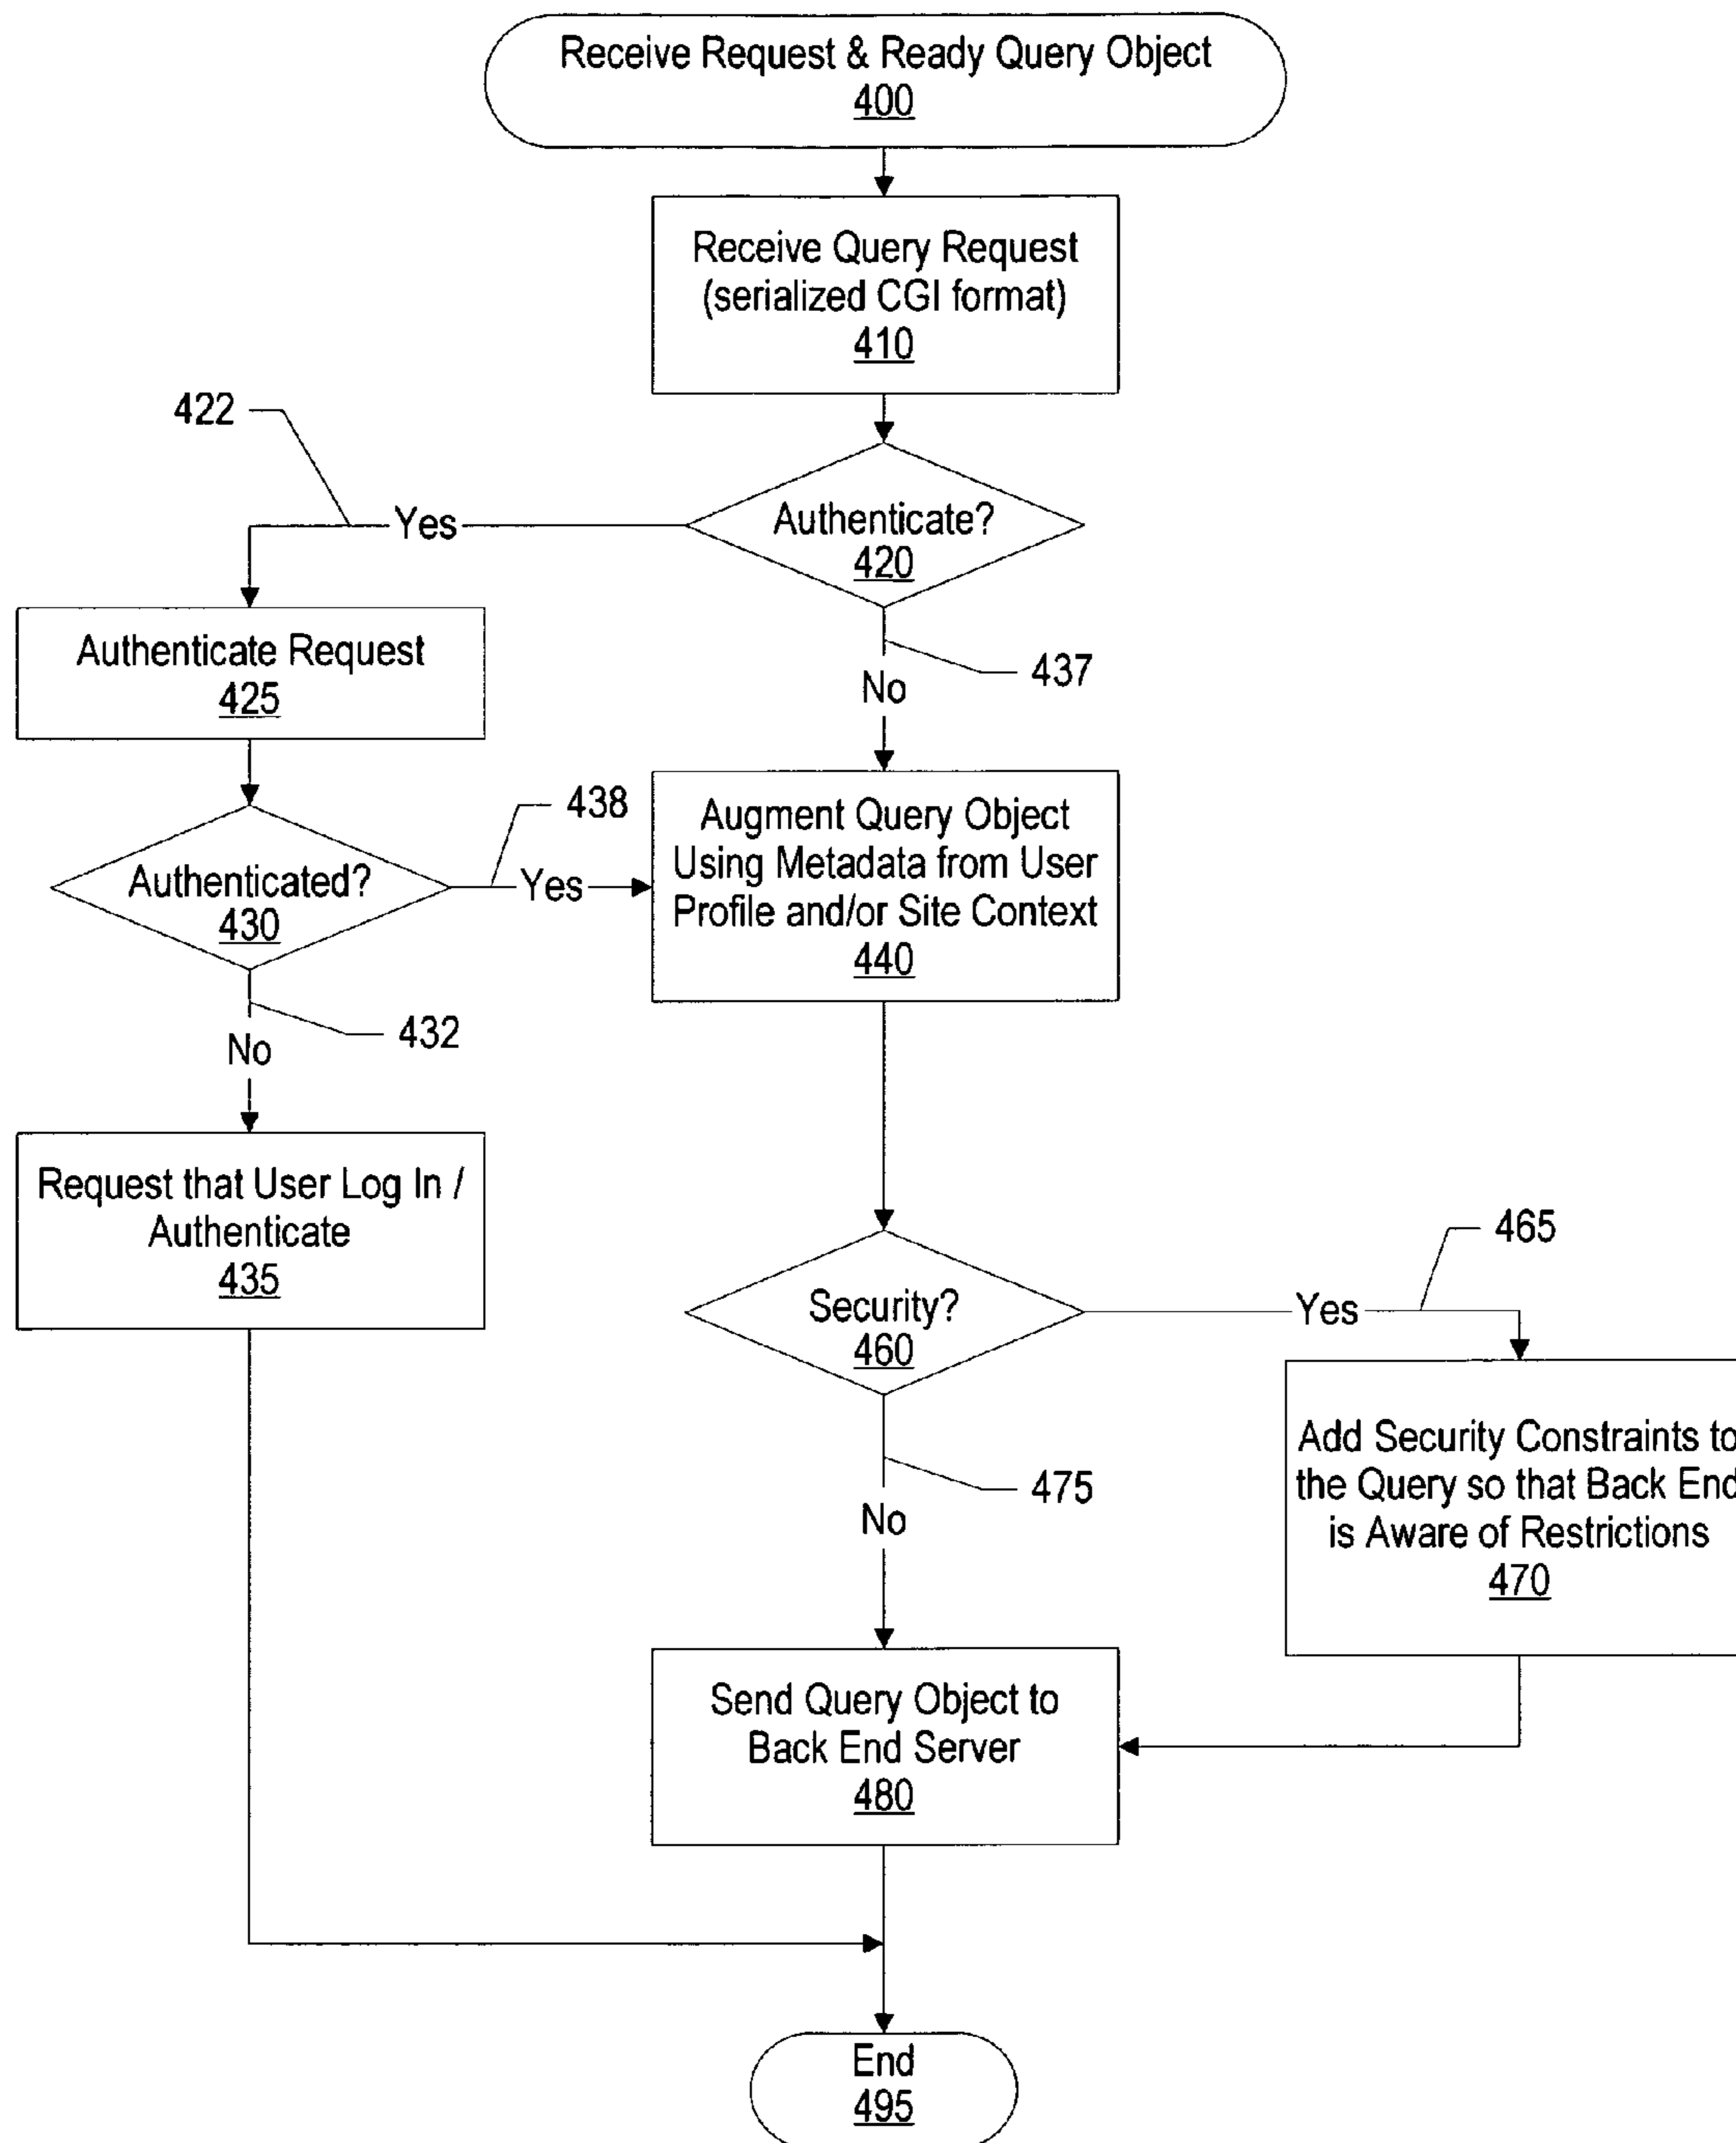 Receive Request & Ready Query Object
400
Receive Query Request
(serialized CGI format)
410
422
Yes
Authenticate?
420
Authenticate Request
425
437
No
438
Authenticated?
430
Yes
Augment Query Object
Using Metadata from User
Profile and/or Site Context
440
432
No
Request that User Log In /
Authenticate
435
465
Security?
460
Yes
Add Security Constraints to
the Query so that Back End
is Aware of Restrictions
470
475
No
Send Query Object to
Back End Server
480
End
495